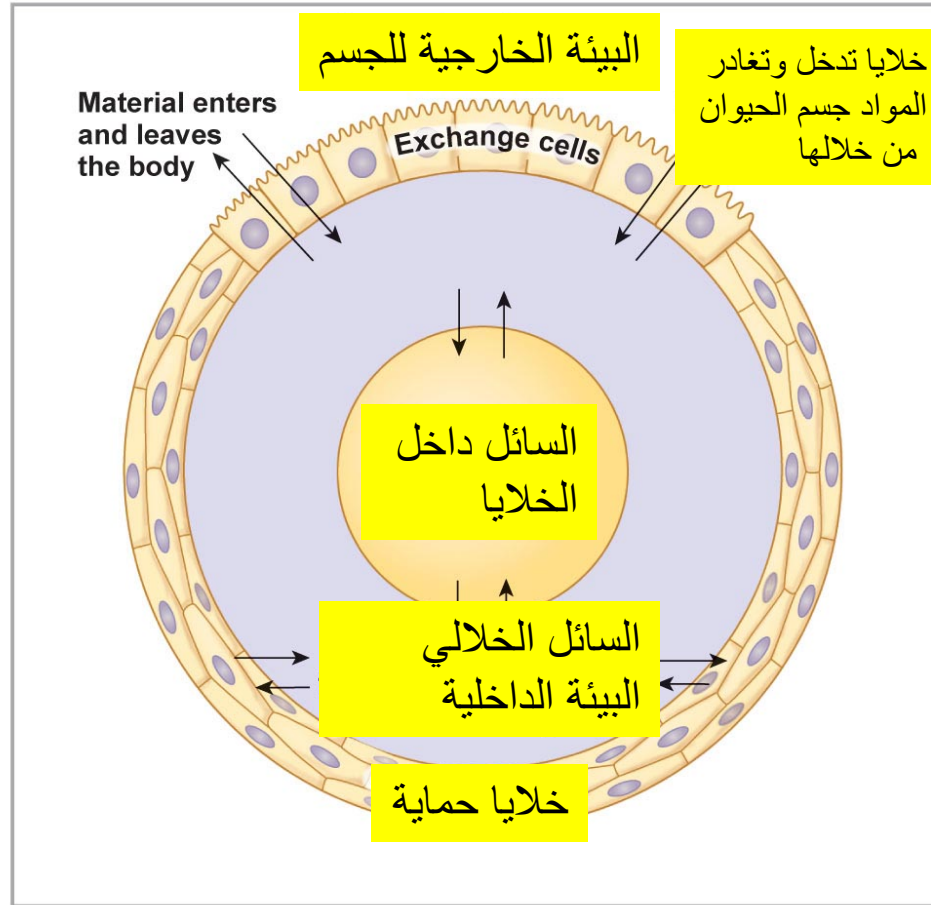 البيئة الخارجية للجسم
خلايا تدخل وتغادر
المواد جسم الحيوان
من خلالها
Material enters
and leaves
the body
Exchange cells
السائل داخل
الخلايا
السائل الخلالي
البيئة الداخلية
خلايا حماية